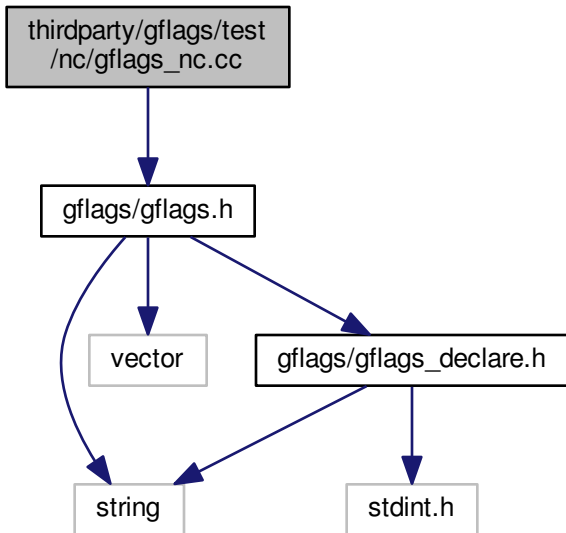 thirdparty/gflags/test
/nc/gflags_nc.cc
gflags/gflags.h
vector
gflags/gflags_declare.h
string
stdint.h